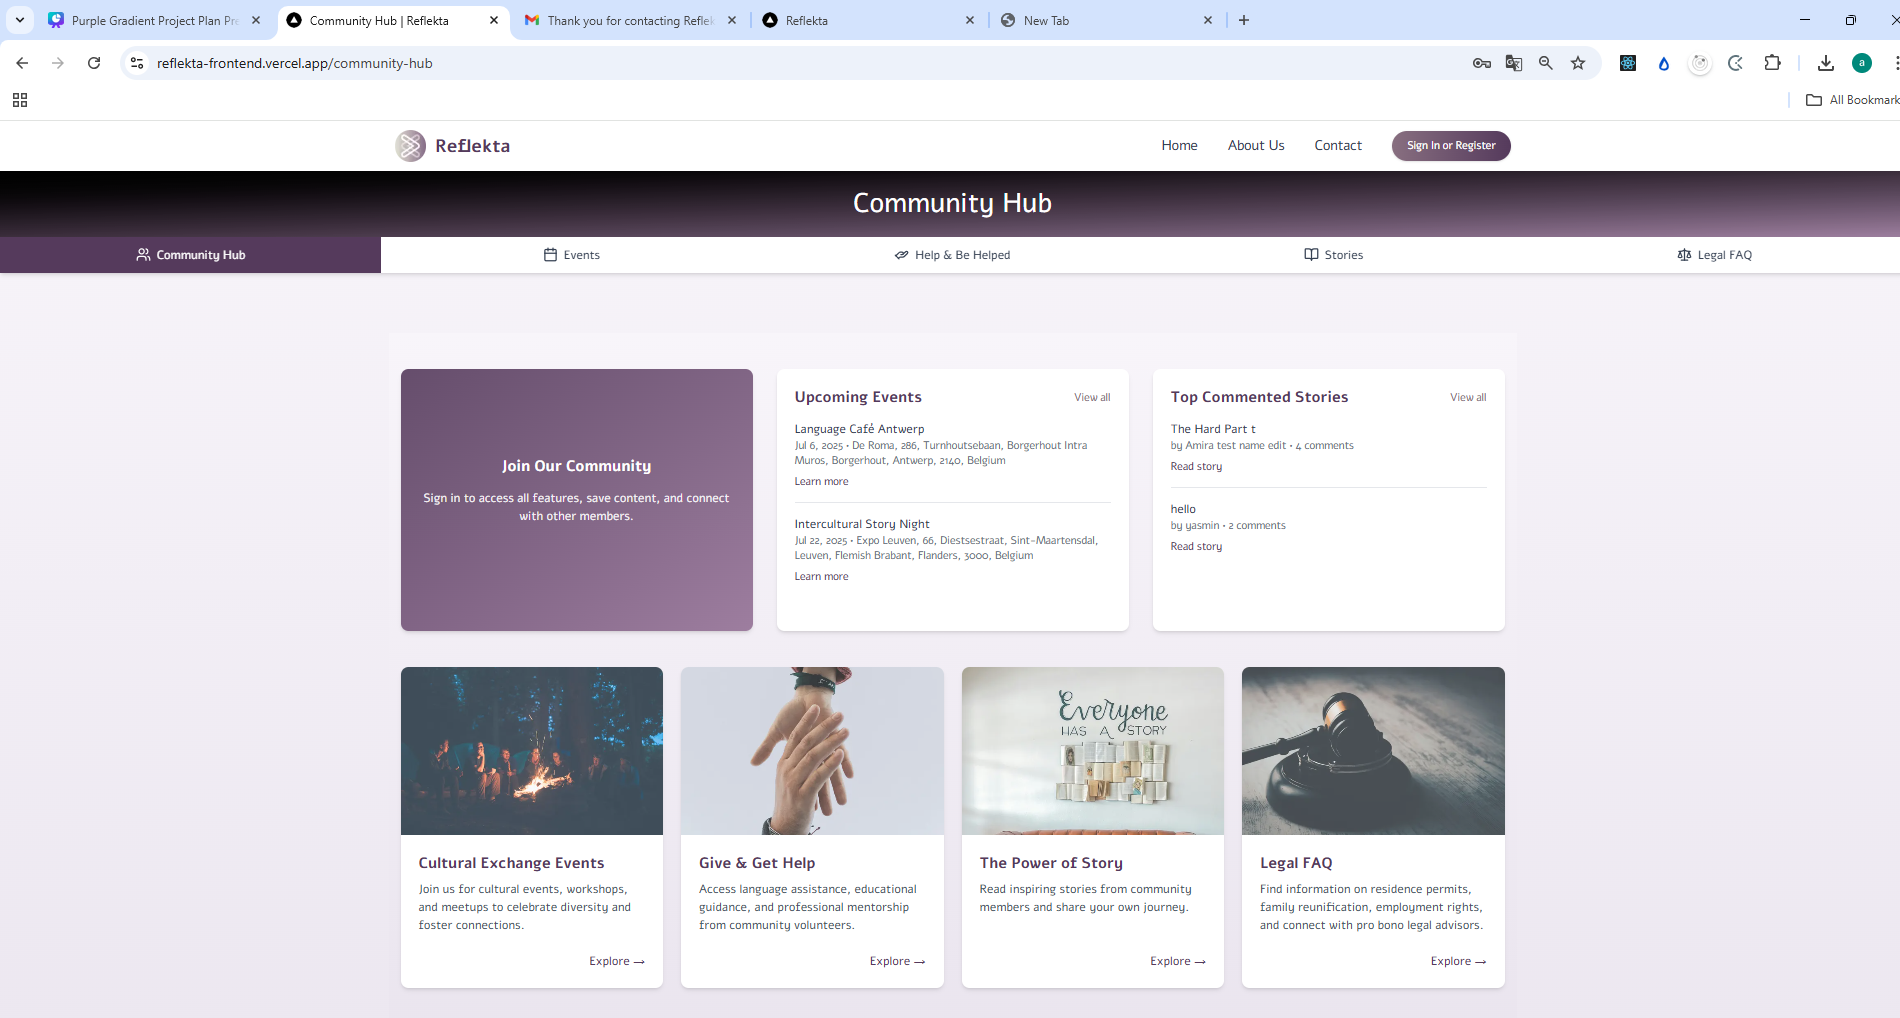 Purple Gradient Project Plan Pre
Community Hub | Reflekta
Thank you for contacting Reflek
Reflekta
New Tab
reflekta-frontend.vercel.app/community-hub
a
All Bookmark
Reflekta
Home
About Us
Contact
Sign In or Register
Community Hub
Community Hub
Events
Help & Be Helped
Stories
Legal FAQ
Join Our Community
Sign in to access all features, save content, and connect
with other members.
Upcoming Events
View all
Language Café Antwerp
Jul 6, 2025 • De Roma, 286, Turnhoutsebaan, Borgerhout Intra
Muros, Borgerhout, Antwerp, 2140, Belgium
Learn more
Intercultural Story Night
Jul 22, 2025 • Expo Leuven, 66, Diestsestraat, Sint-Maartensdal,
Leuven, Flemish Brabant, Flanders, 3000, Belgium
Learn more
Top Commented Stories
View all
The Hard Part t
by Amira test name edit • 4 comments
Read story
hello
by yasmin • 2 comments
Read story
Everyone
HAS A STORY
Cultural Exchange Events
Join us for cultural events, workshops,
and meetups to celebrate diversity and
foster connections.
Explore →
Give & Get Help
Access language assistance, educational
guidance, and professional mentorship
from community volunteers.
Explore →
The Power of Story
Read inspiring stories from community
members and share your own journey.
Explore →
Legal FAQ
Find information on residence permits,
family reunification, employment rights,
and connect with pro bono legal advisors.
Explore →